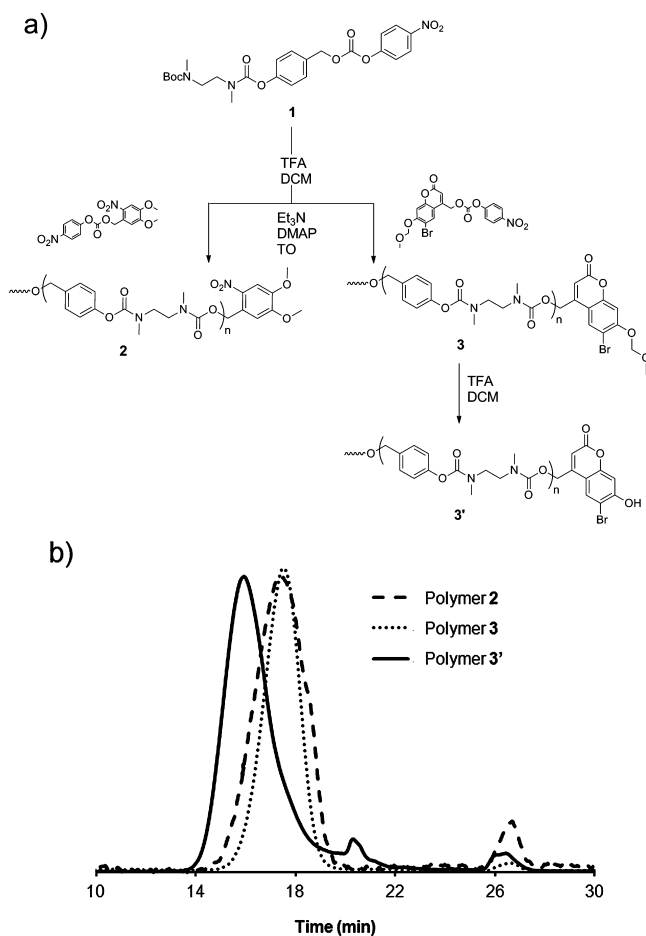 a)
NO₂
O
O O
Boc N N O
O
1
TFA
DCM
NO₂
O
O O
O
NO₂
Et₃N
DMAP
TO
O
O
O
O
Br
O O
O
NO₂
O
O N
O
N O
O
n
O₂N
O
O
2
O
O N
O
N O
O
n
O
O
Br
O
O
3
TFA
DCM
O
O N
O
N O
O
n
O
O
Br
OH
3'
b)
Polymer 2
Polymer 3
Polymer 3’
10 14 18 22 26 30
Time (min)